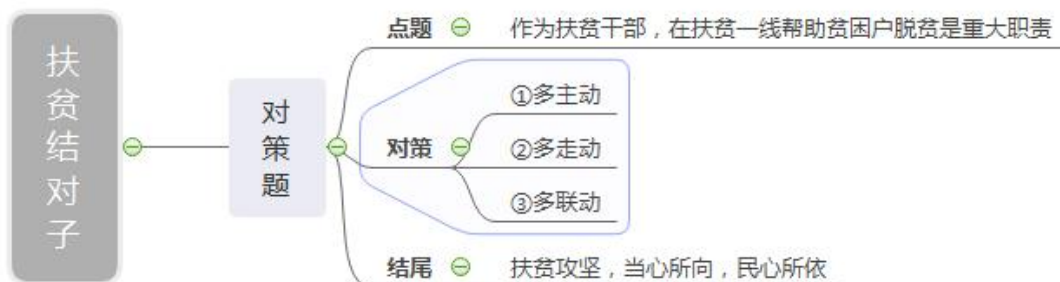 扶贫结对子
对策题
点题
作为扶贫干部，在扶贫一线帮助贫困户脱贫是重大职责
对策
①多主动
②多走动
③多联动
结尾
扶贫攻坚，当心所向，民心所依